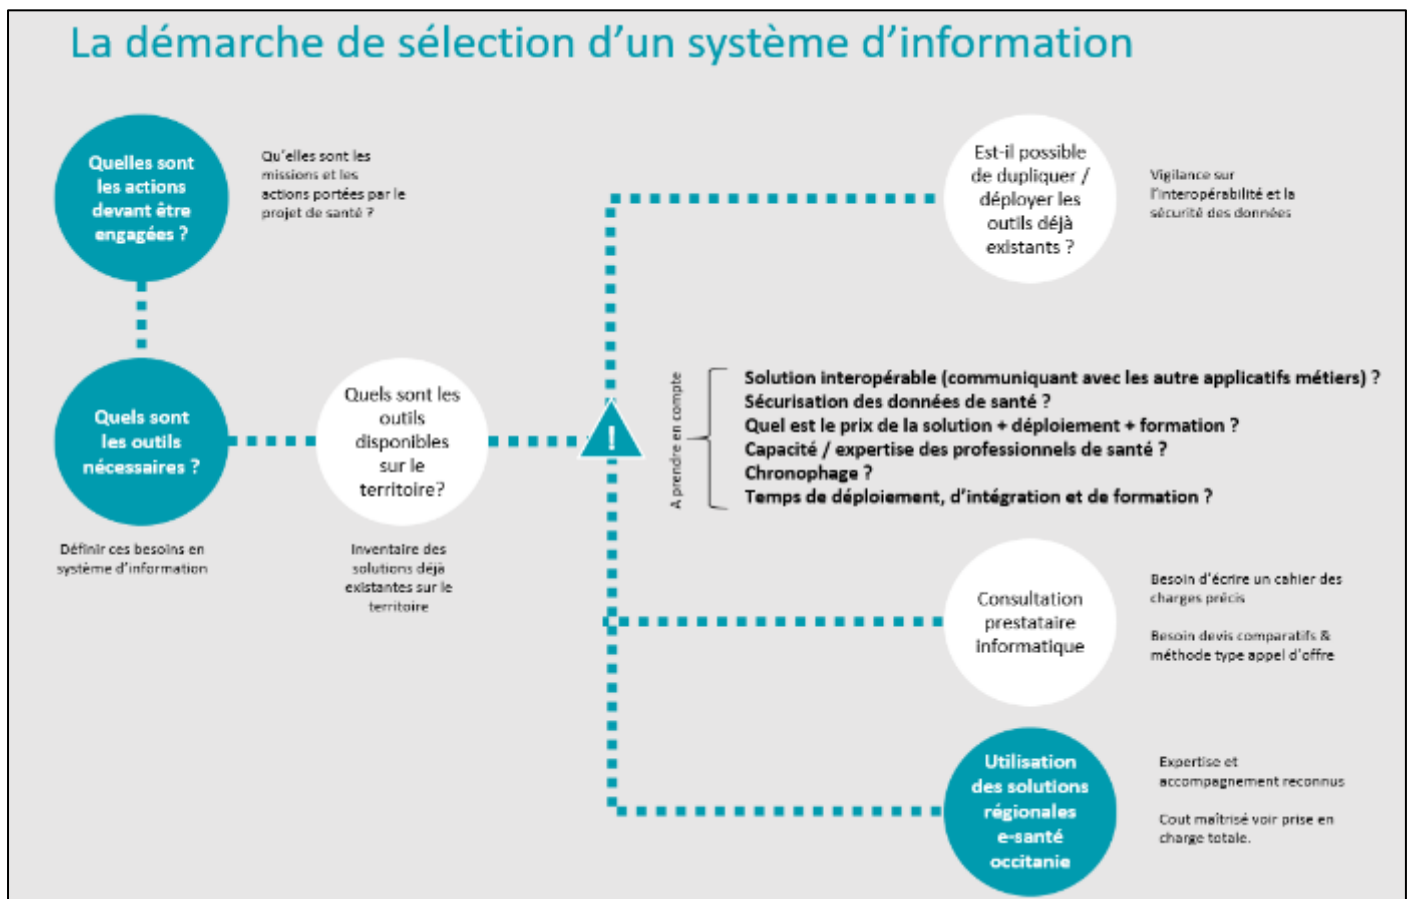 La démarche de sélection d'un système d'information
Quelles sont
les actions
devant être
engagées ?
Qu'elles sont les
missions et les
actions portées par le
projet de santé ?
Quels sont
les outils
nécessaires ?
Définir ces besoins en
système d'information
Quels sont les
outils
disponibles
sur le
territoire?
Inventaire des
solutions déjà
existantes sur le
territoire
!
Est-il possible
de dupliquer /
déployer les
outils déjà
existants ?
Vigilance sur
l'interopérabilité et la
sécurité des données
A prendre en compte
Solution interopérable (communiquant avec les autre applicatifs métiers) ?
Sécurisation des données de santé ?
Quel est le prix de la solution + déploiement + formation ?
Capacité / expertise des professionnels de santé ?
Chronophage ?
Temps de déploiement, d'intégration et de formation ?
Consultation
prestataire
informatique
Besoin d'écrire un cahier des
charges précis
Besoin devis comparatifs &
méthode type appel d'offre
Utilisation
des solutions
régionales
e-santé
occitanie
Expertise et
accompagnement reconnus
Cout maîtrisé voir prise en
charge totale.